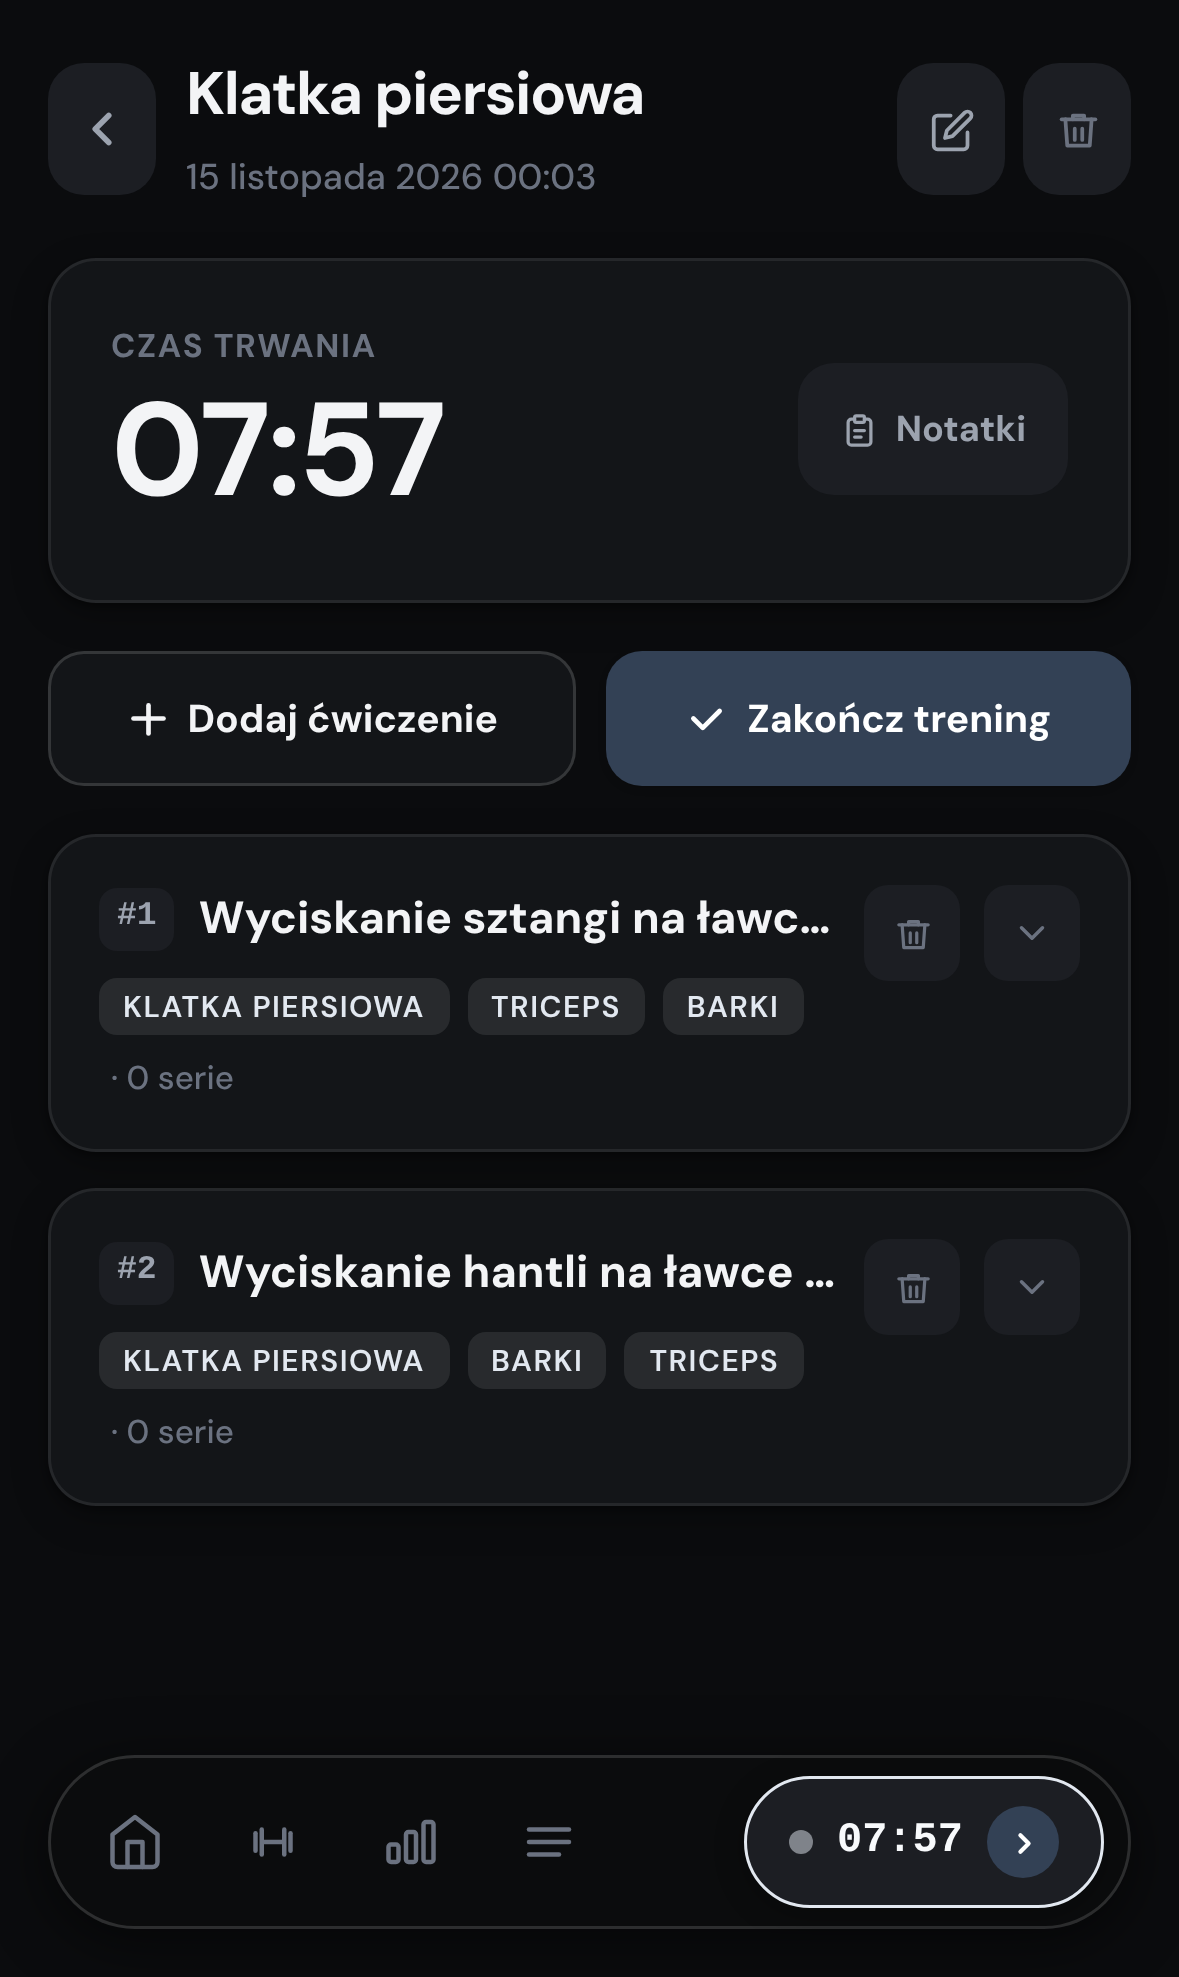 Klatka piersiowa
15 listopada 2026 00:03
CZAS TRWANIA
07:57
Notatki
Dodaj ćwiczenie
Zakończ trening
#1 Wyciskanie sztangi na ławc...
KLATKA PIERSIOWA TRICEPS BARKI
· 0 serie
#2 Wyciskanie hantli na ławce ...
KLATKA PIERSIOWA BARKI TRICEPS
· 0 serie
07:57